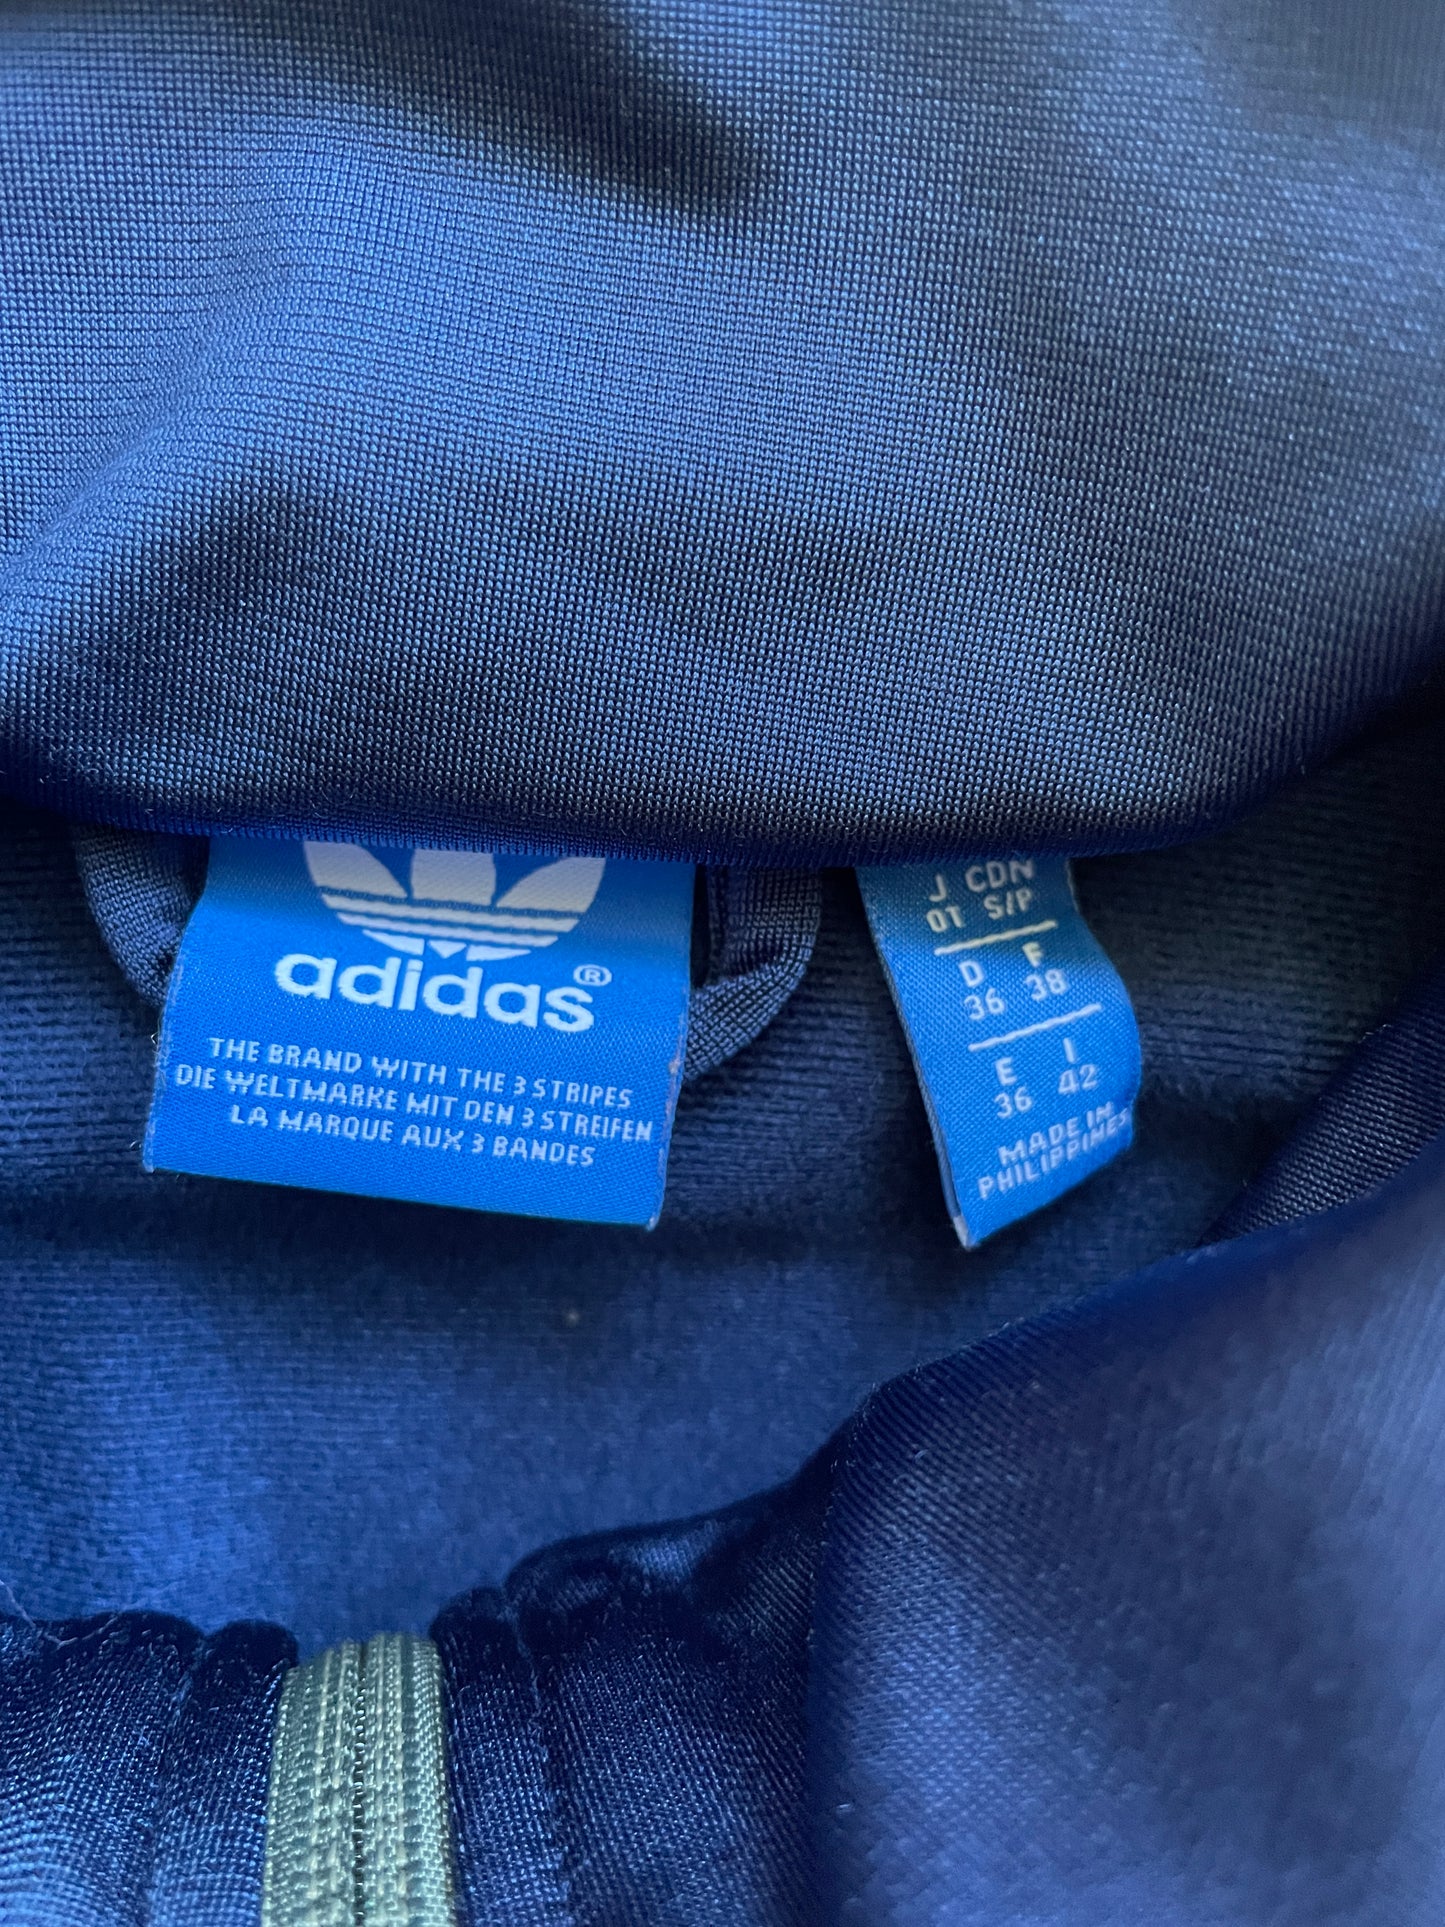 adidas®
THE BRAND WITH THE 3 STRIPES
DIE WELTMARKE MIT DEN 3 STREIFEN
LA MARQUE AUX 3 BANDES
J CDN
OT S/P
D F
36 38
E I
36 42
MADE IN
PHILIPPINES